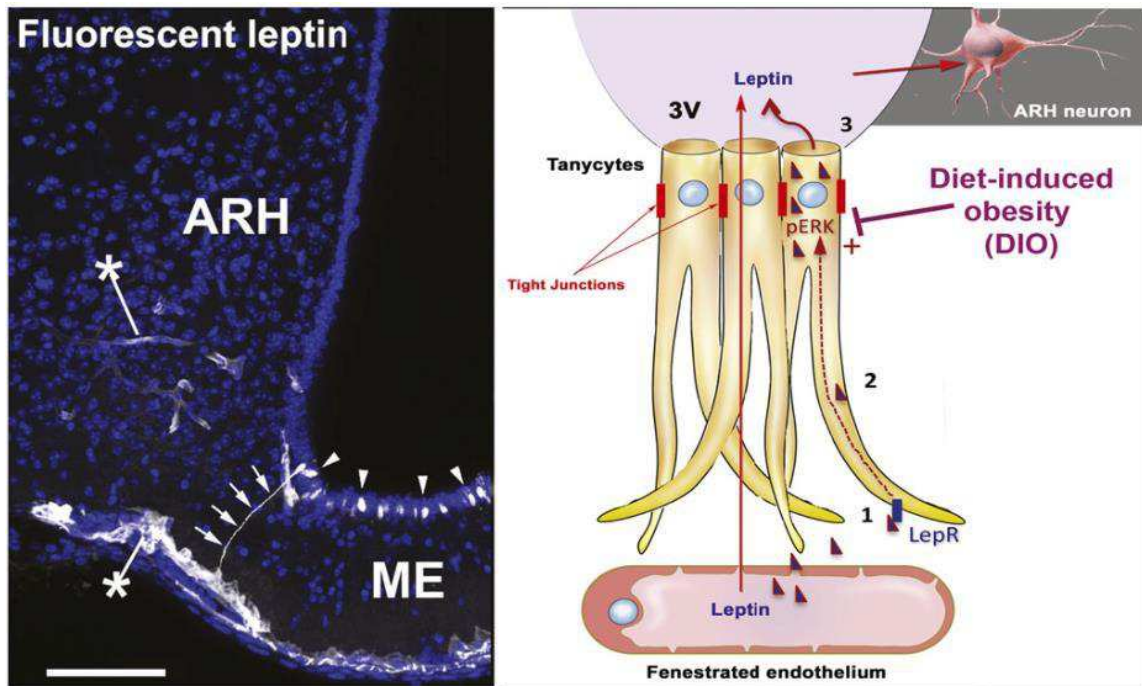 Fluorescent leptin
ARH
*
*
ME
Leptin
3V
3
ARH neuron
Tanycytes
Diet-induced
obesity
(DIO)
pERK
+
Tight Junctions
2
1
LepR
Leptin
Fenestrated endothelium